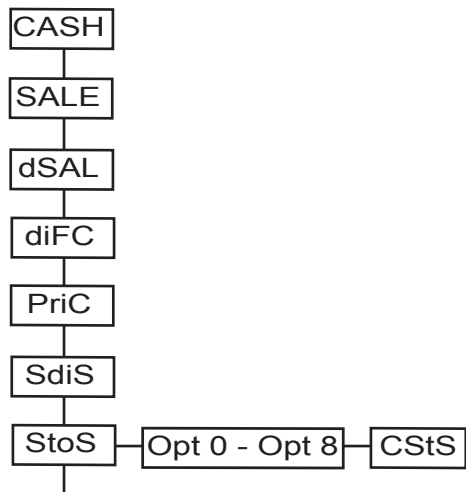 CASH
SALE
dSAL
diFC
PriC
SdiS
StoS Opt 0 - Opt 8 CStS